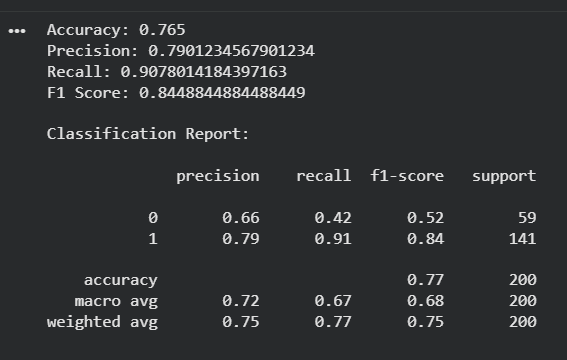 Accuracy: 0.765
Precision: 0.7901234567901234
Recall: 0.9078014184397163
F1 Score: 0.8448844884488449
Classification Report:
precision recall f1-score support
0 0.66 0.42 0.52 59
1 0.79 0.91 0.84 141
accuracy 0.77 200
macro avg 0.72 0.67 0.68 200
weighted avg 0.75 0.77 0.75 200